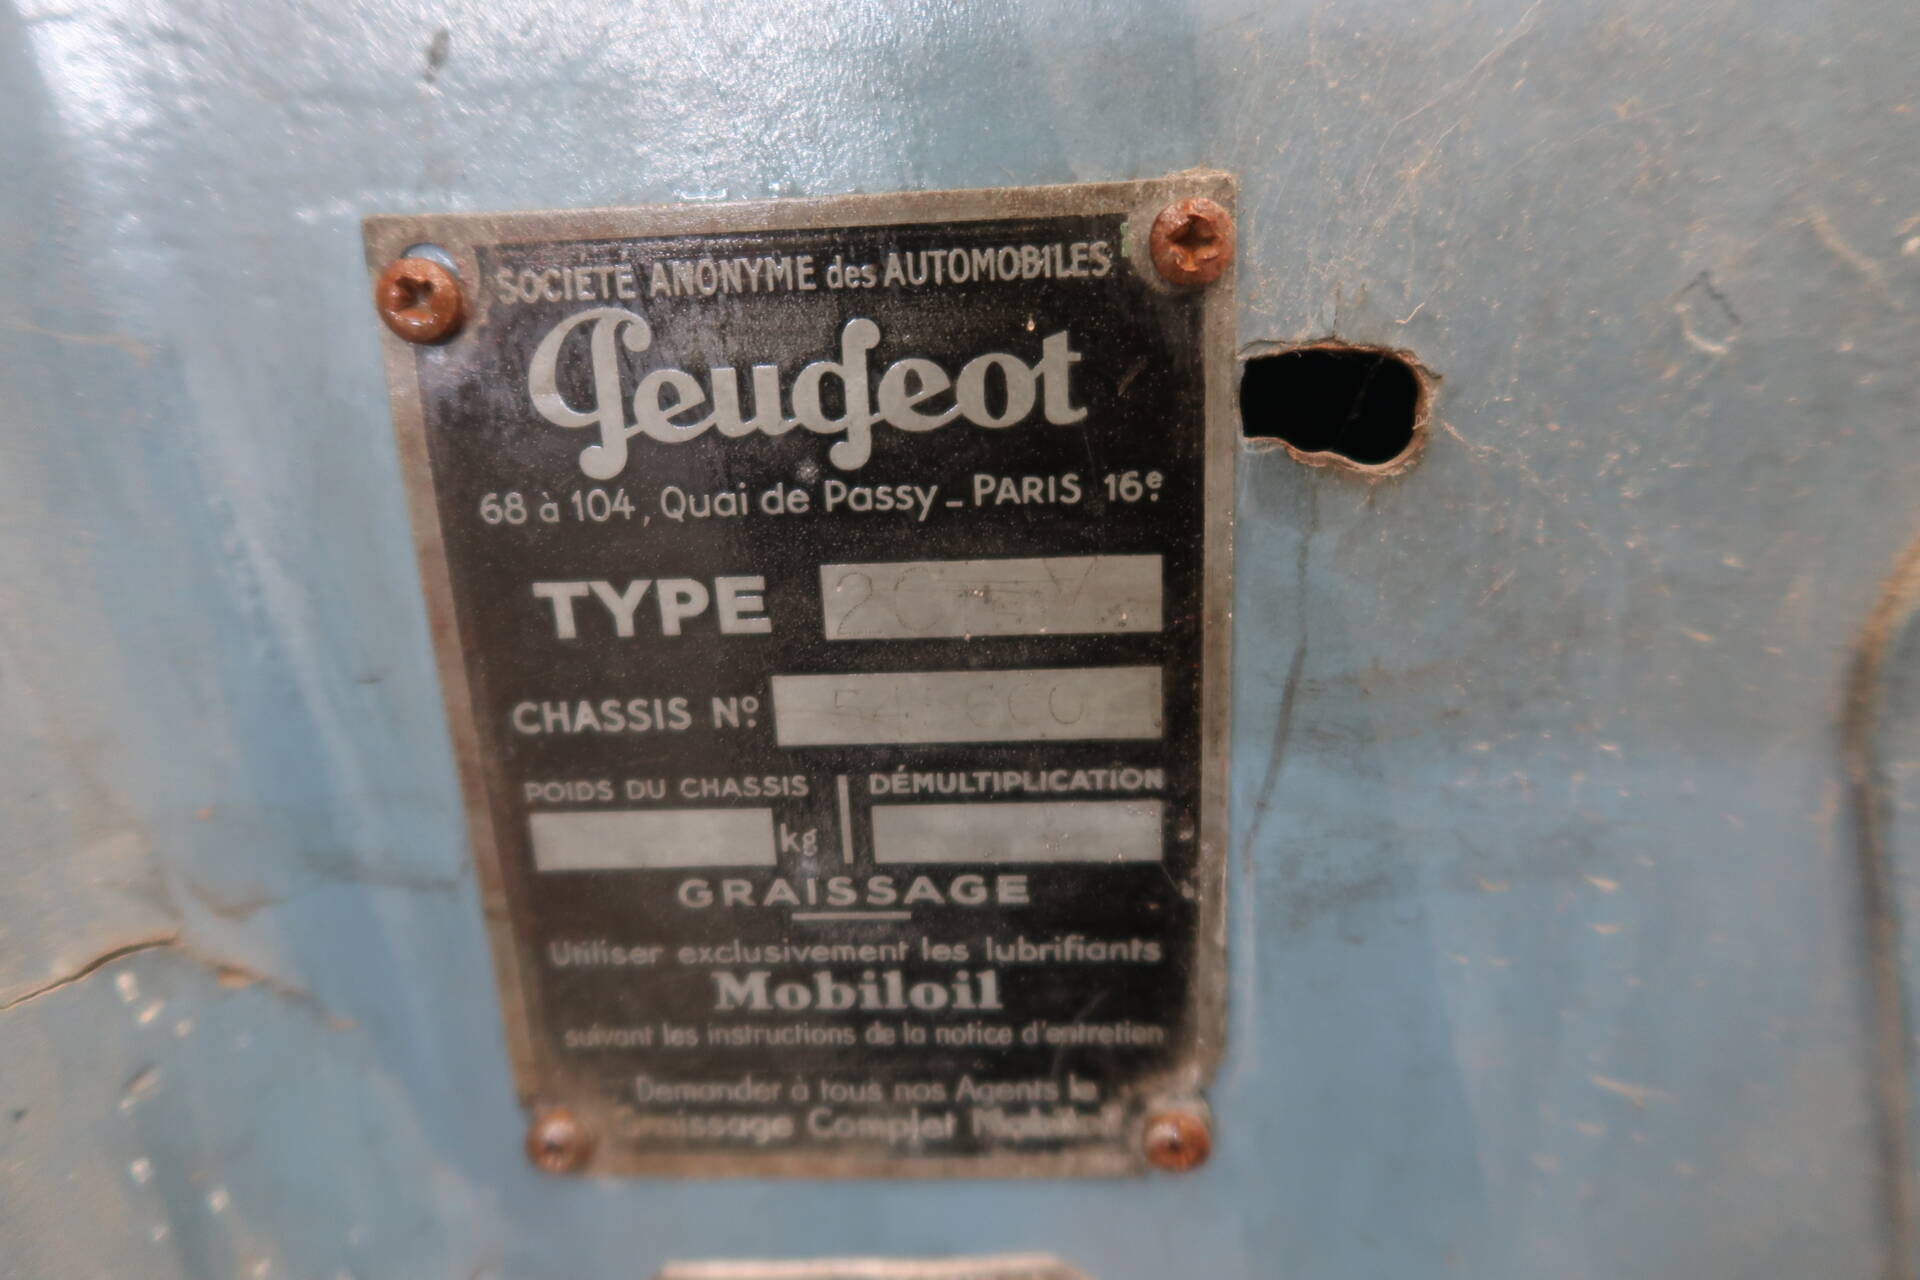 SOCIÉTÉ ANONYME des AUTOMOBILES
Peugeot
68 à 104, Quai de Passy _ PARIS 16e.
TYPE
CHASSIS No.
POIDS DU CHASSIS | DÉMULTIPLICATION
kg
GRAISSAGE
Utiliser exclusivement les lubrifiants
Mobiloil
suivant les instructions de la notice d'entretien
Demander à tous nos Agents le
Graissage Complet Mobiloil